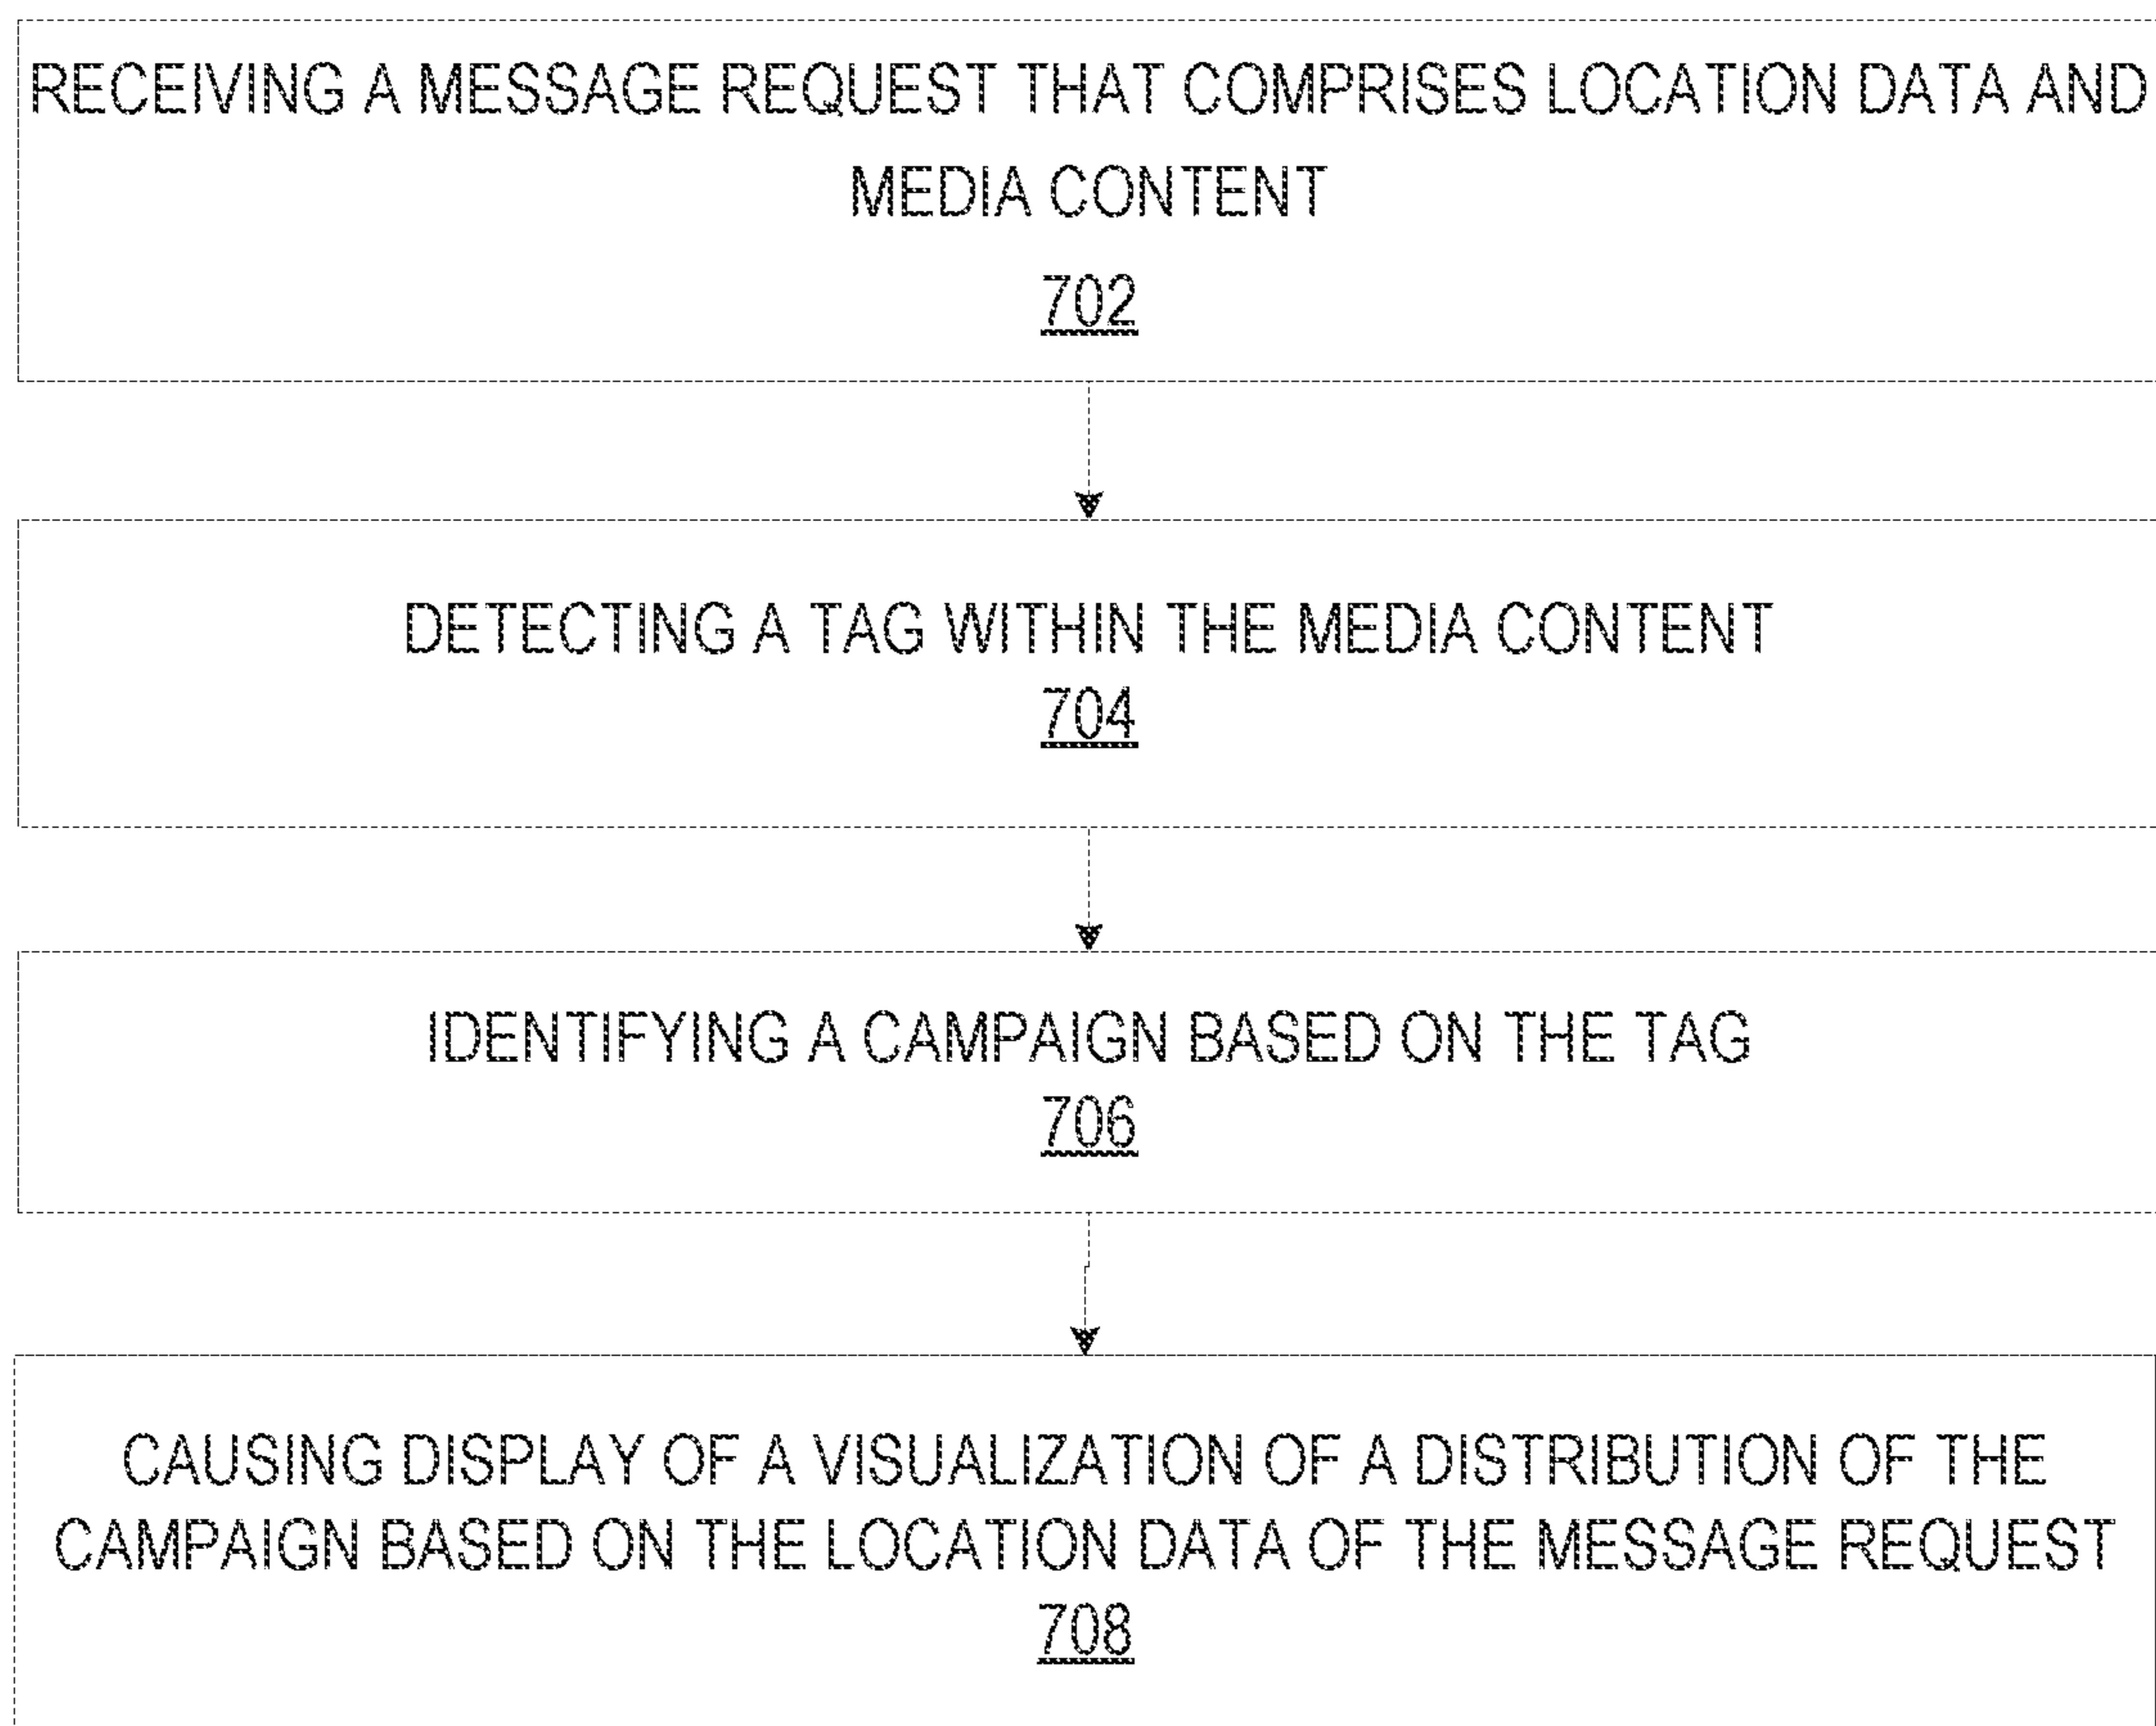 RECEIVING A MESSAGE REQUEST THAT COMPRISES LOCATION DATA AND
MEDIA CONTENT
702
DETECTING A TAG WITHIN THE MEDIA CONTENT
704
IDENTIFYING A CAMPAIGN BASED ON THE TAG
706
CAUSING DISPLAY OF A VISUALIZATION OF A DISTRIBUTION OF THE
CAMPAIGN BASED ON THE LOCATION DATA OF THE MESSAGE REQUEST
708